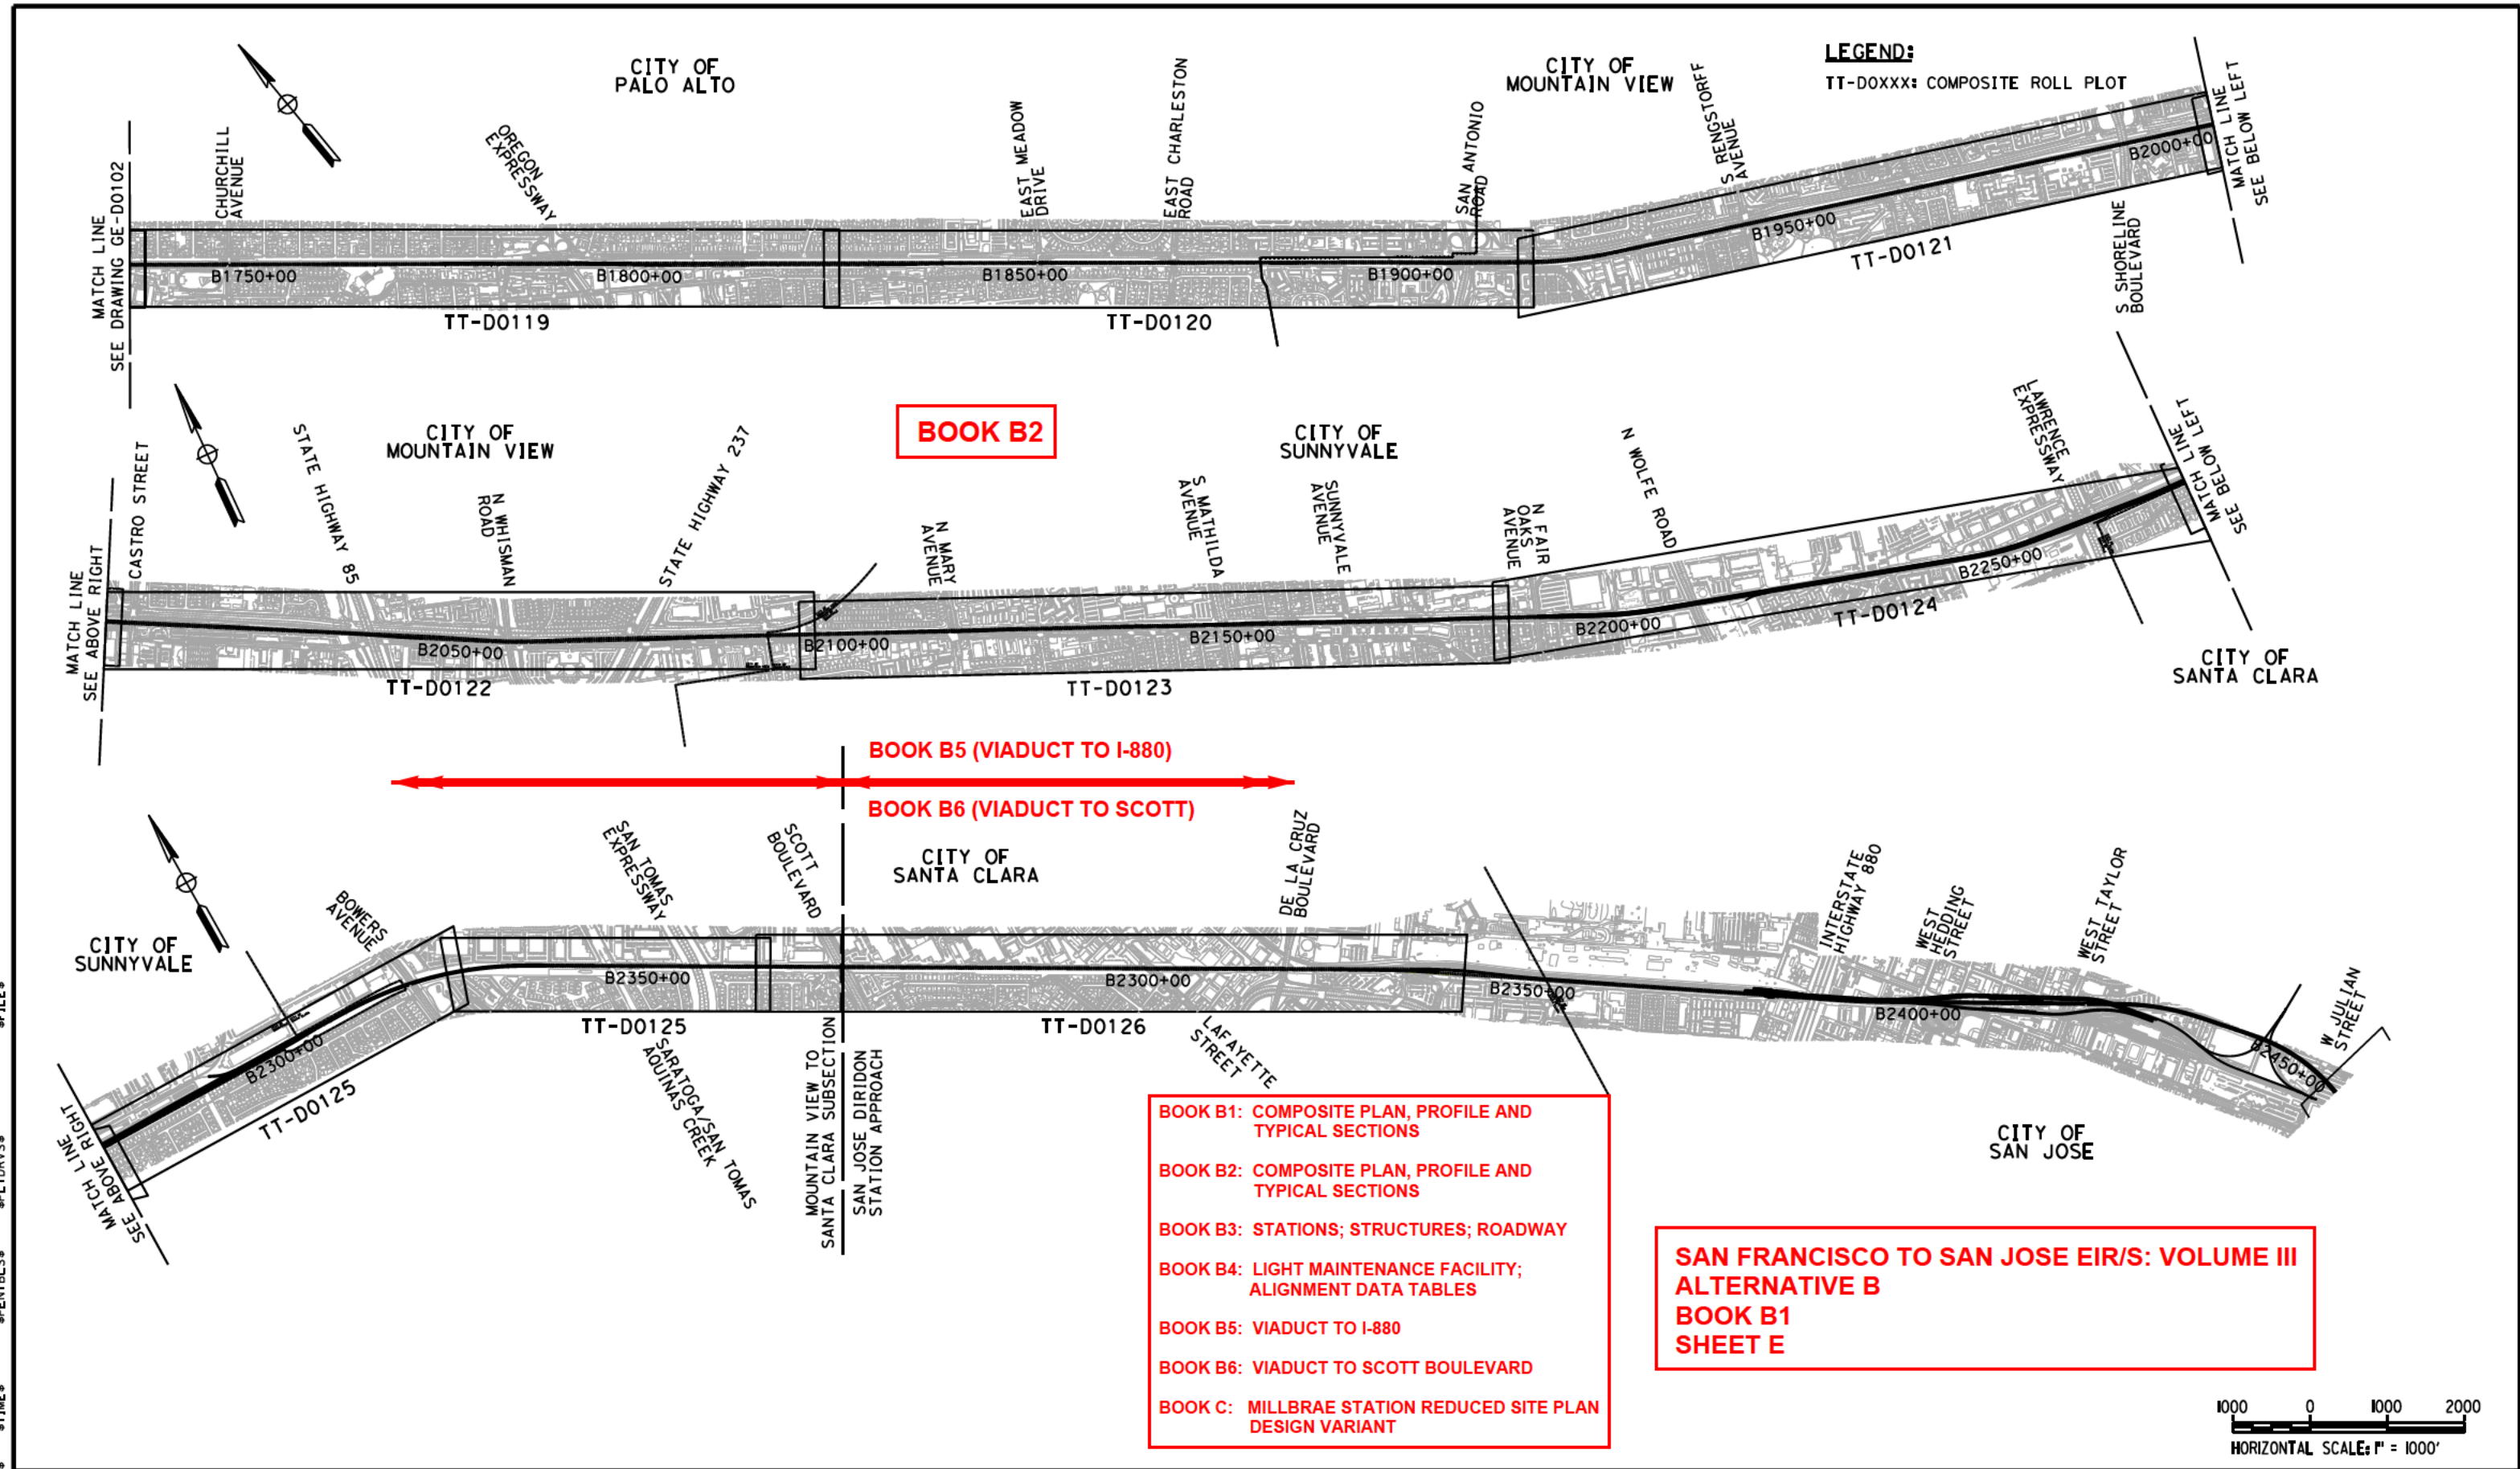 CITY OF
PALO ALTO
CITY OF
MOUNTAIN VIEW
LEGEND:
TT-D0XXX: COMPOSITE ROLL PLOT
MATCH LINE
SEE DRAWING GE-D0102
CHURCHILL
AVENUE
OREGON
EXPRESSWAY
EAST MEADOW
DRIVE
EAST CHARLESTON
ROAD
SAN ANTONIO
ROAD
S RENGSTORFF
AVENUE
MATCH LINE
SEE BELOW LEFT
B1750+00
B1800+00
B1850+00
B1900+00
B1950+00
B2000+00
TT-D0119
TT-D0120
TT-D0121
S SHORELINE
BOULEVARD
BOOK B2
CITY OF
MOUNTAIN VIEW
CITY OF
SUNNYVALE
MATCH LINE
SEE ABOVE RIGHT
CASTRO STREET
STATE HIGHWAY 85
N WHISMAN
ROAD
STATE HIGHWAY 237
N MARY
AVENUE
S MATHILDA
AVENUE
SUNNYVALE
AVENUE
N FAIR
OAKS
AVENUE
N WOLFE ROAD
LAWRENCE
EXPRESSWAY
MATCH LINE
SEE BELOW LEFT
B2050+00
B2100+00
B2150+00
B2200+00
B2250+00
TT-D0122
TT-D0123
TT-D0124
CITY OF
SANTA CLARA
BOOK B5 (VIADUCT TO I-880)
BOOK B6 (VIADUCT TO SCOTT)
CITY OF
SUNNYVALE
BOWERS
AVENUE
SAN TOMAS
EXPRESSWAY
SCOTT
BOULEVARD
CITY OF
SANTA CLARA
DE LA CRUZ
BOULEVARD
INTERSTATE
HIGHWAY 880
WEST
HEDDING
STREET
WEST TAYLOR
STREET
W JULIAN
STREET
B2300+00
B2350+00
B2300+00
B2350+00
B2400+00
B2450+00
TT-D0125
TT-D0125
TT-D0126
MATCH LINE
SEE ABOVE RIGHT
SARATOGA/SAN TOMAS
AQUINAS CREEK
MOUNTAIN VIEW TO
SANTA CLARA SUBSECTION
SAN JOSE DIRIDON
STATION APPROACH
LAFAYETTE
STREET
CITY OF
SAN JOSE
BOOK B1: COMPOSITE PLAN, PROFILE AND
TYPICAL SECTIONS
BOOK B2: COMPOSITE PLAN, PROFILE AND
TYPICAL SECTIONS
BOOK B3: STATIONS; STRUCTURES; ROADWAY
BOOK B4: LIGHT MAINTENANCE FACILITY;
ALIGNMENT DATA TABLES
BOOK B5: VIADUCT TO I-880
BOOK B6: VIADUCT TO SCOTT BOULEVARD
BOOK C: MILLBRAE STATION REDUCED SITE PLAN
DESIGN VARIANT
SAN FRANCISCO TO SAN JOSE EIR/S: VOLUME III
ALTERNATIVE B
BOOK B1
SHEET E
1000 0 1000 2000
HORIZONTAL SCALE: 1" = 1000'